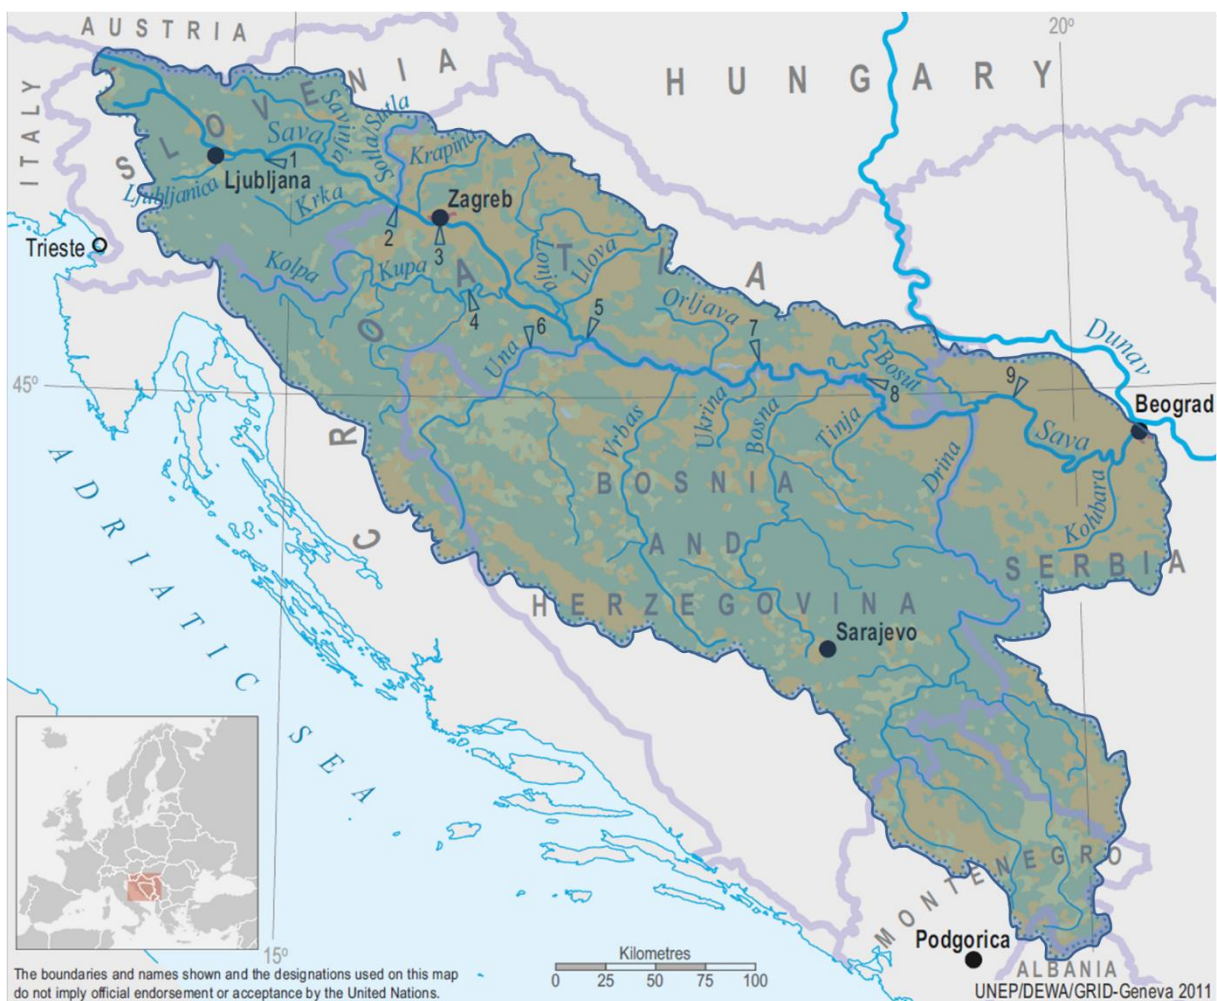 AUSTRIA
20°
HUNGARY
ITALY
SLOVENIA
Savinja
Sotla/Sutla
Sava
1
Krapina
Ljubljanica
Ljubljana
Krka
Zagreb
2
3
Trieste
Kolpa
Kupa
Lonja
Llova
CROATIA
4
5
6
Orljava
7
Una
Bosut
8
9
Dunav
45°
Beograd
Vrbas
Ukrina
Bosna
Tinja
Drina
Sava
Kolubara
BOSNIA
AND
HERZEGOVINA
SERBIA
Sarajevo
ADRIATIC SEA
MONTENEGRO
Podgorica
ALBANIA
15°
Kilometres
0 25 50 75 100
The boundaries and names shown and the designations used on this map
do not imply official endorsement or acceptance by the United Nations.
UNEP/DEWA/GRID-Geneva 2011